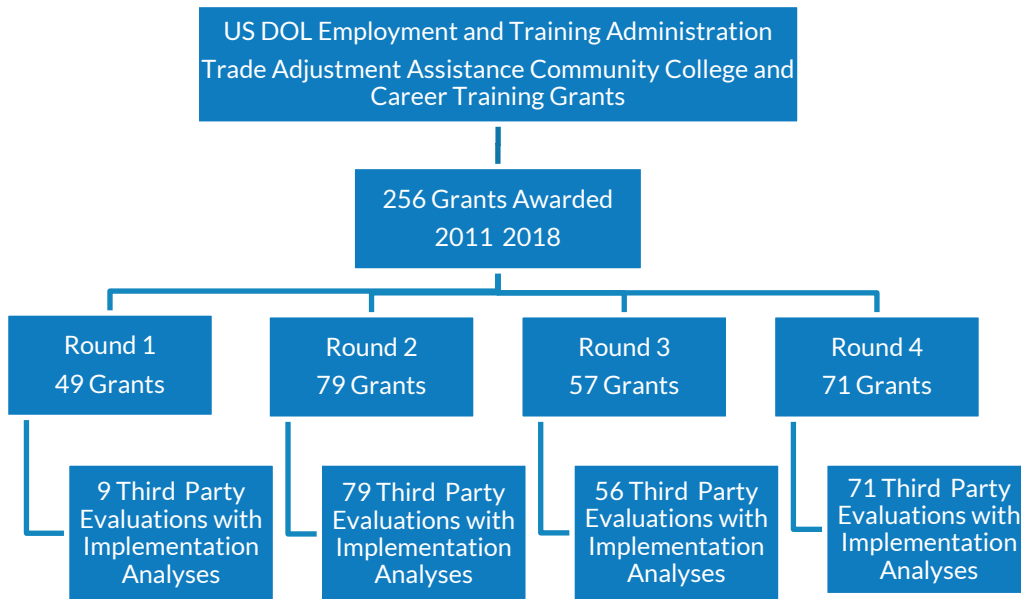 US DOL Employment and Training Administration
Trade Adjustment Assistance Community College and
Career Training Grants
256 Grants Awarded
2011 2018
Round 1
49 Grants
Round 2
79 Grants
Round 3
57 Grants
Round 4
71 Grants
9 Third Party
Evaluations with
Implementation
Analyses
79 Third Party
Evaluations with
Implementation
Analyses
56 Third Party
Evaluations with
Implementation
Analyses
71 Third Party
Evaluations with
Implementation
Analyses